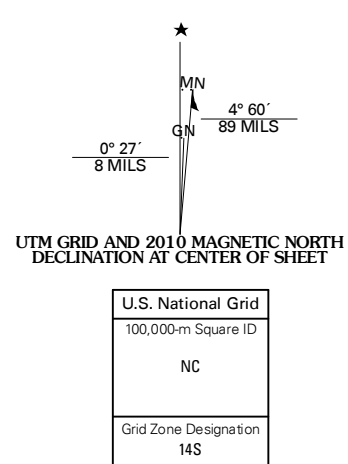 MN
4° 60´
89 MILS
GN
0° 27´
8 MILS
UTM GRID AND 2010 MAGNETIC NORTH
DECLINATION AT CENTER OF SHEET
U.S. National Grid
100,000-m Square ID
NC
Grid Zone Designation
14S